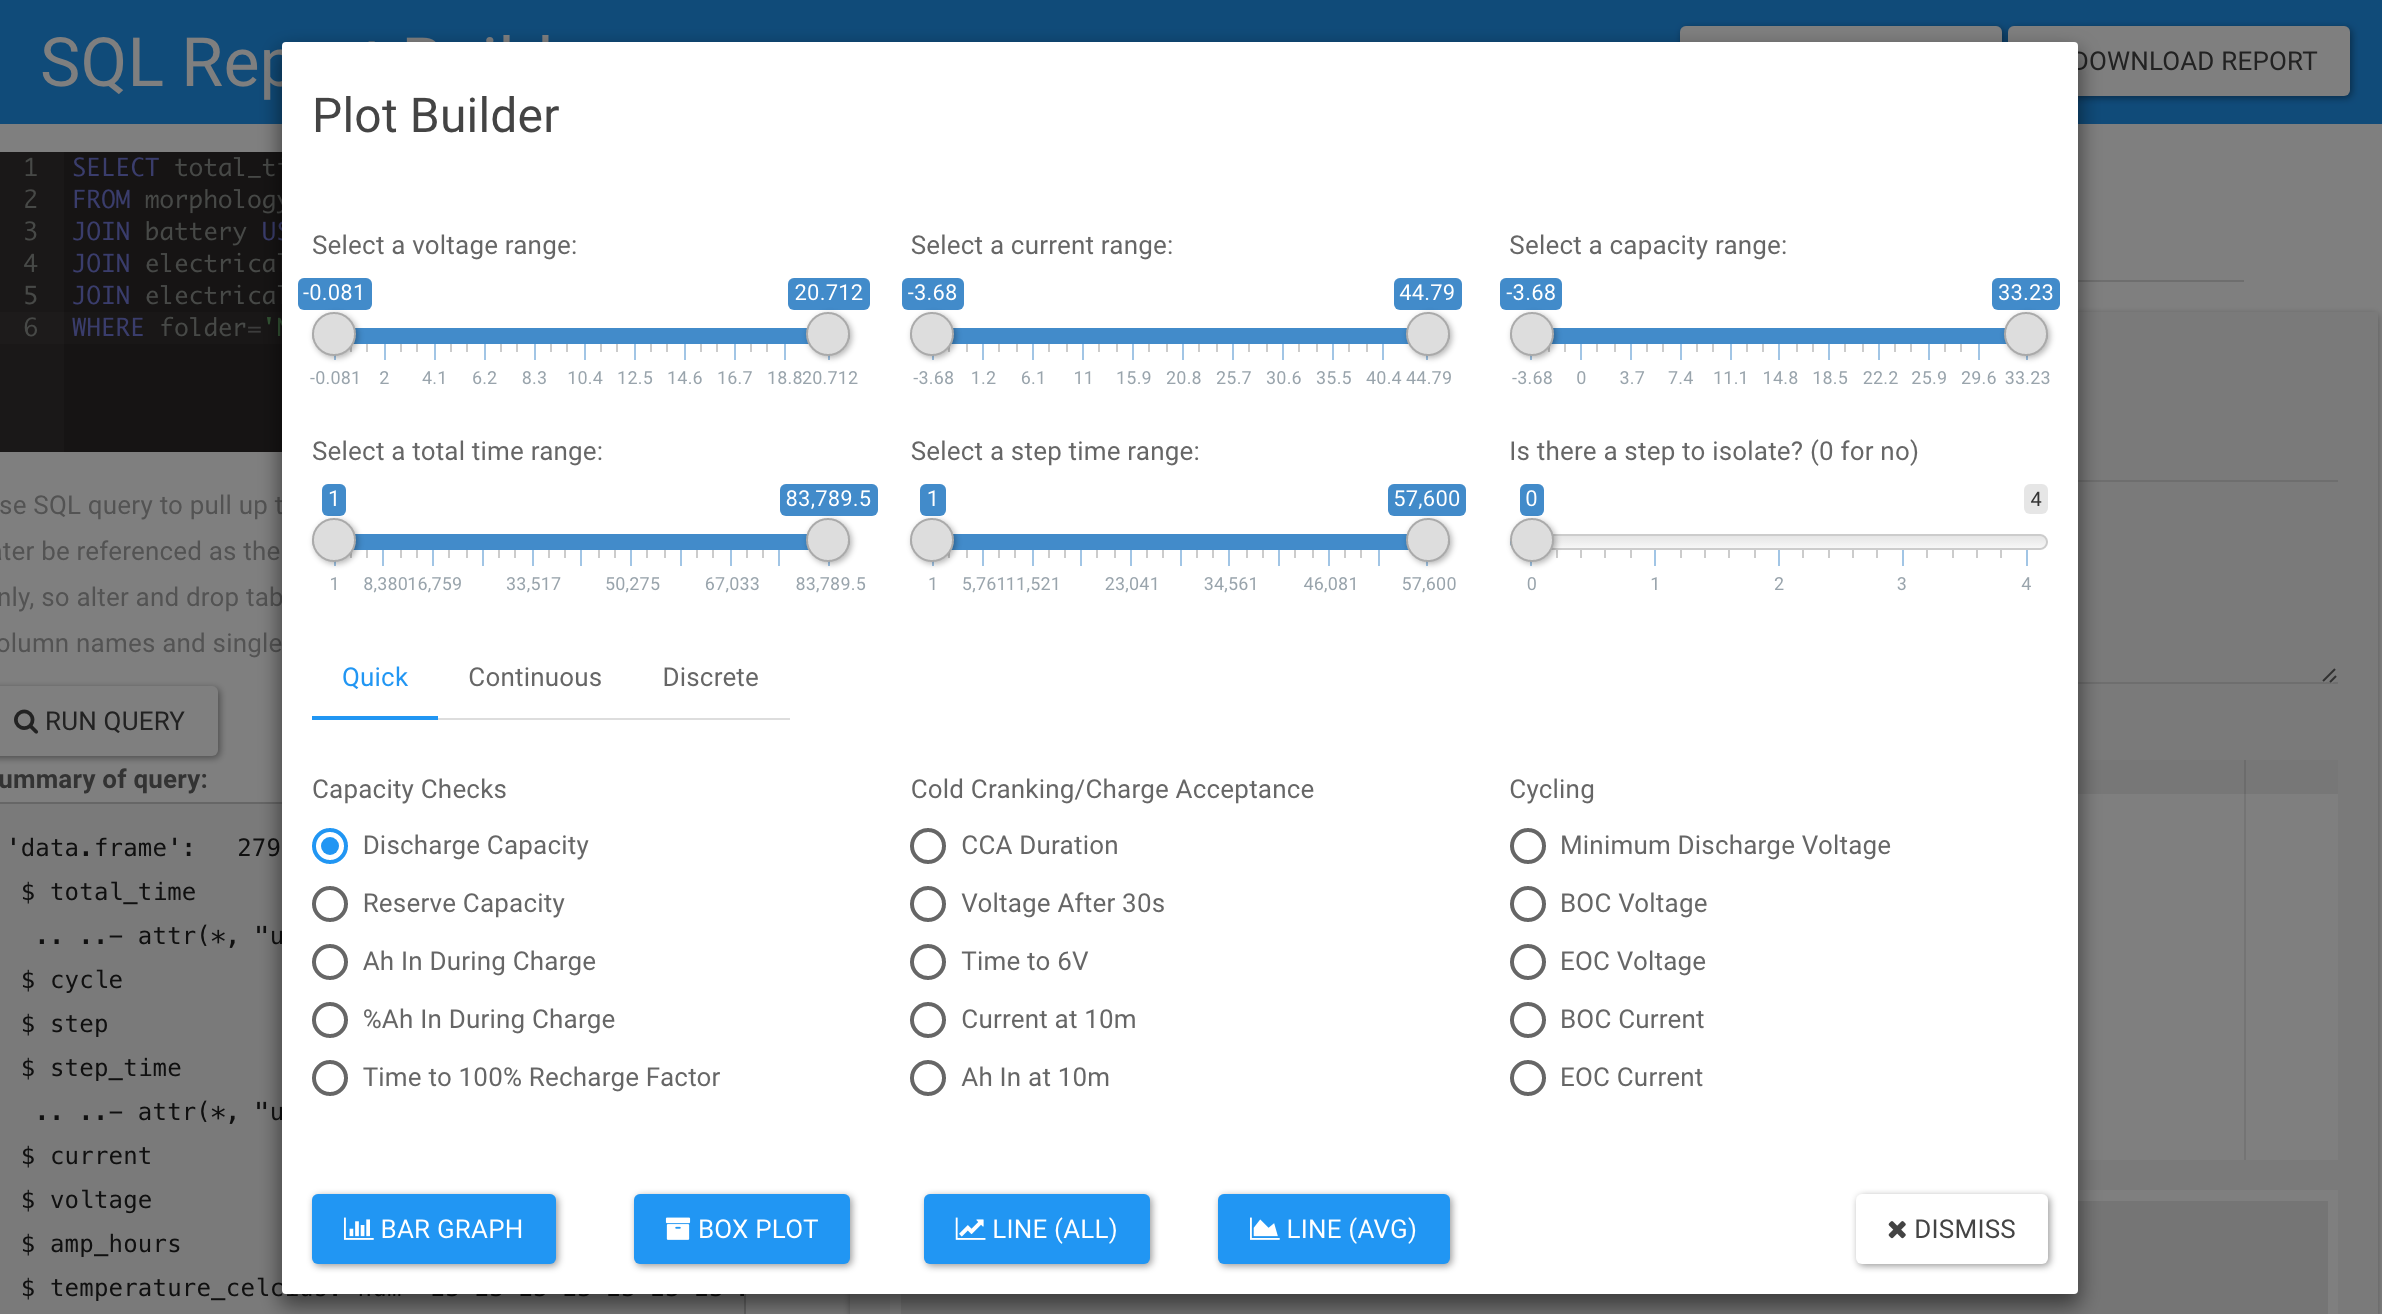 SQL Rep
DOWNLOAD REPORT
Plot Builder
1 SELECT total_t
2 FROM morphology
3 JOIN battery US
4 JOIN electrical
5 JOIN electrical
6 WHERE folder='
Select a voltage range:
-0.081 20.712
-0.081 2 4.1 6.2 8.3 10.4 12.5 14.6 16.7 18.8 20.712
Select a current range:
-3.68 44.79
-3.68 1.2 6.1 11 15.9 20.8 25.7 30.6 35.5 40.4 44.79
Select a capacity range:
-3.68 33.23
-3.68 0 3.7 7.4 11.1 14.8 18.5 22.2 25.9 29.6 33.23
Select a total time range:
1 83,789.5
1 8,380 16,759 33,517 50,275 67,033 83,789.5
Select a step time range:
1 57,600
1 5,761 11,521 23,041 34,561 46,081 57,600
Is there a step to isolate? (0 for no)
0 4
0 1 2 3 4
se SQL query to pull up
ter be referenced as the
nly, so alter and drop tab
olumn names and single
RUN QUERY
ummary of query:
'data.frame': 279
$ total_time
.. ..- attr(*, "u
$ cycle
$ step
$ step_time
.. ..- attr(*, "u
$ current
$ voltage
$ amp_hours
$ temperature_celc
Quick Continuous Discrete
Capacity Checks
Discharge Capacity
Reserve Capacity
Ah In During Charge
%Ah In During Charge
Time to 100% Recharge Factor
Cold Cranking/Charge Acceptance
CCA Duration
Voltage After 30s
Time to 6V
Current at 10m
Ah In at 10m
Cycling
Minimum Discharge Voltage
BOC Voltage
EOC Voltage
BOC Current
EOC Current
BAR GRAPH
BOX PLOT
LINE (ALL)
LINE (AVG)
DISMISS